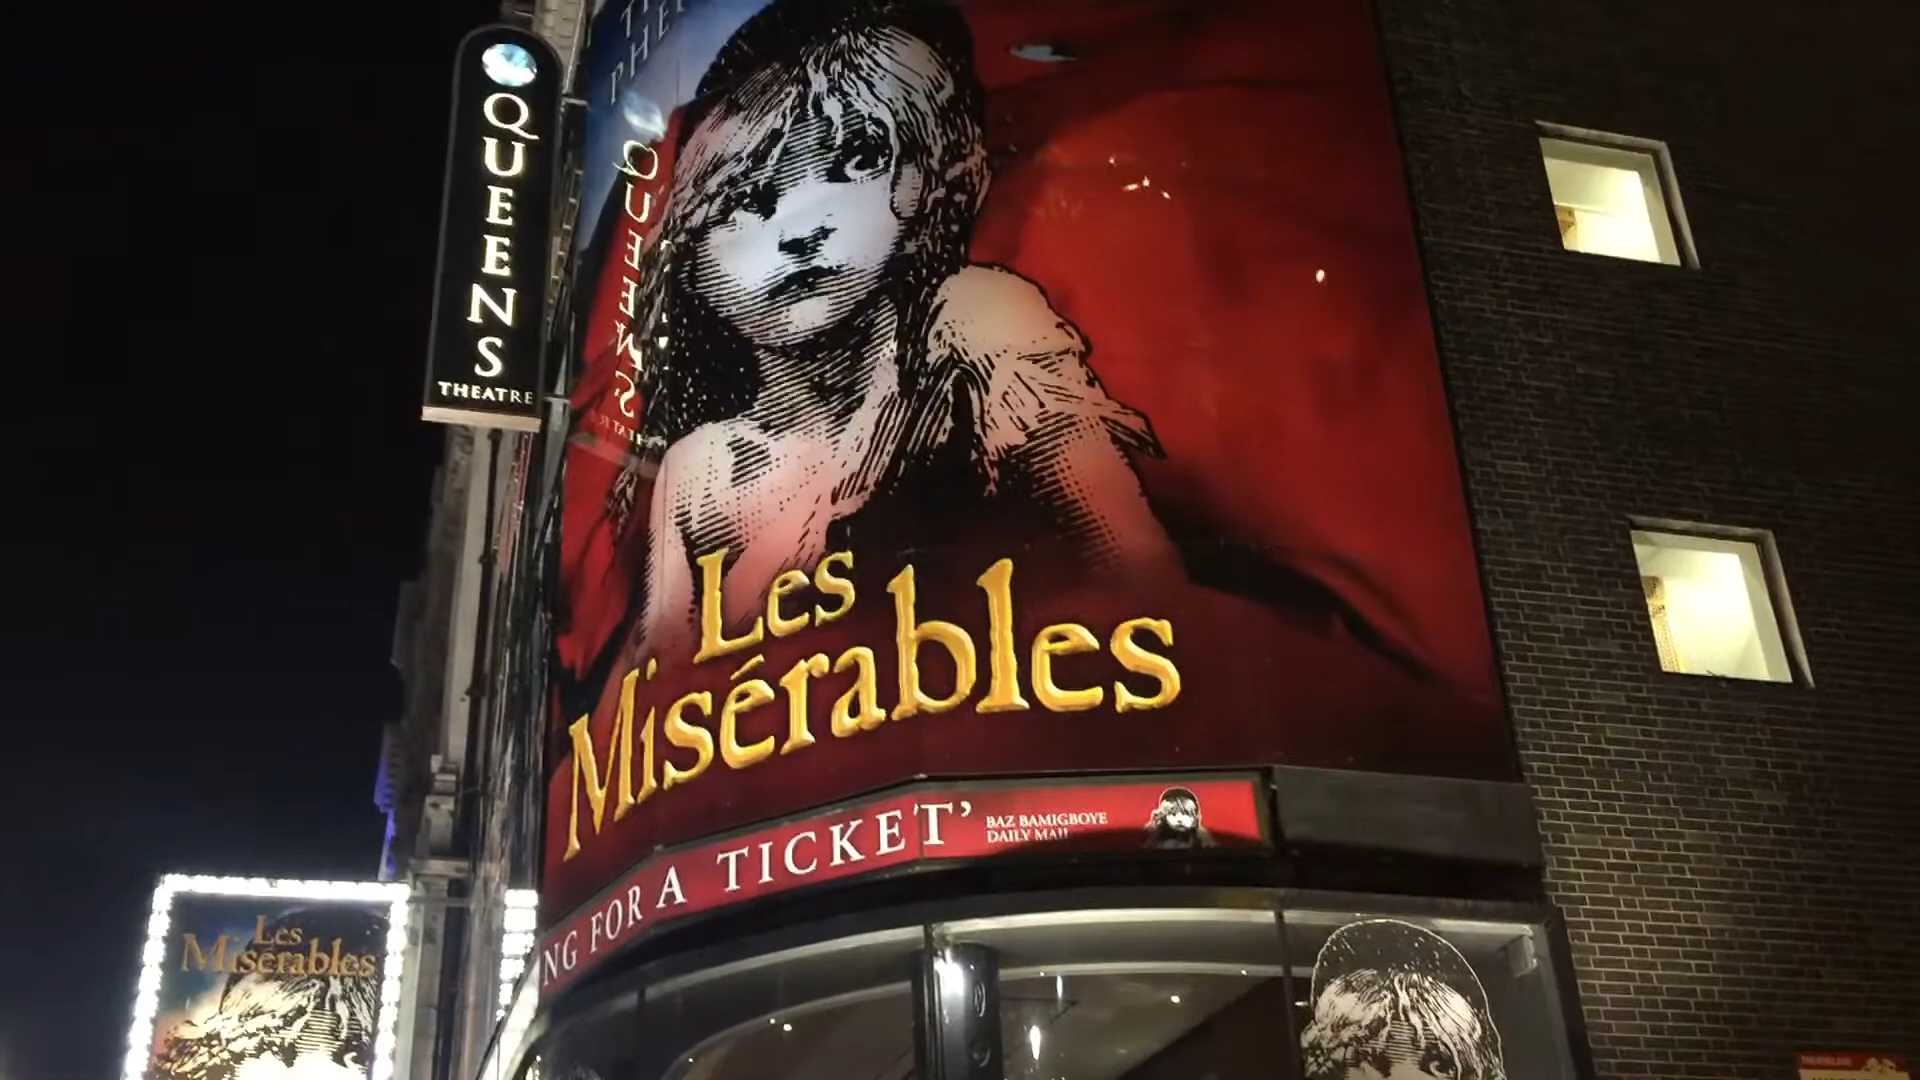 QUEENS
THEATRE
Les
Misérables
NG FOR A TICKET’
BAZ BAMIGBOYE
DAILY MAIL
Les
Misérables